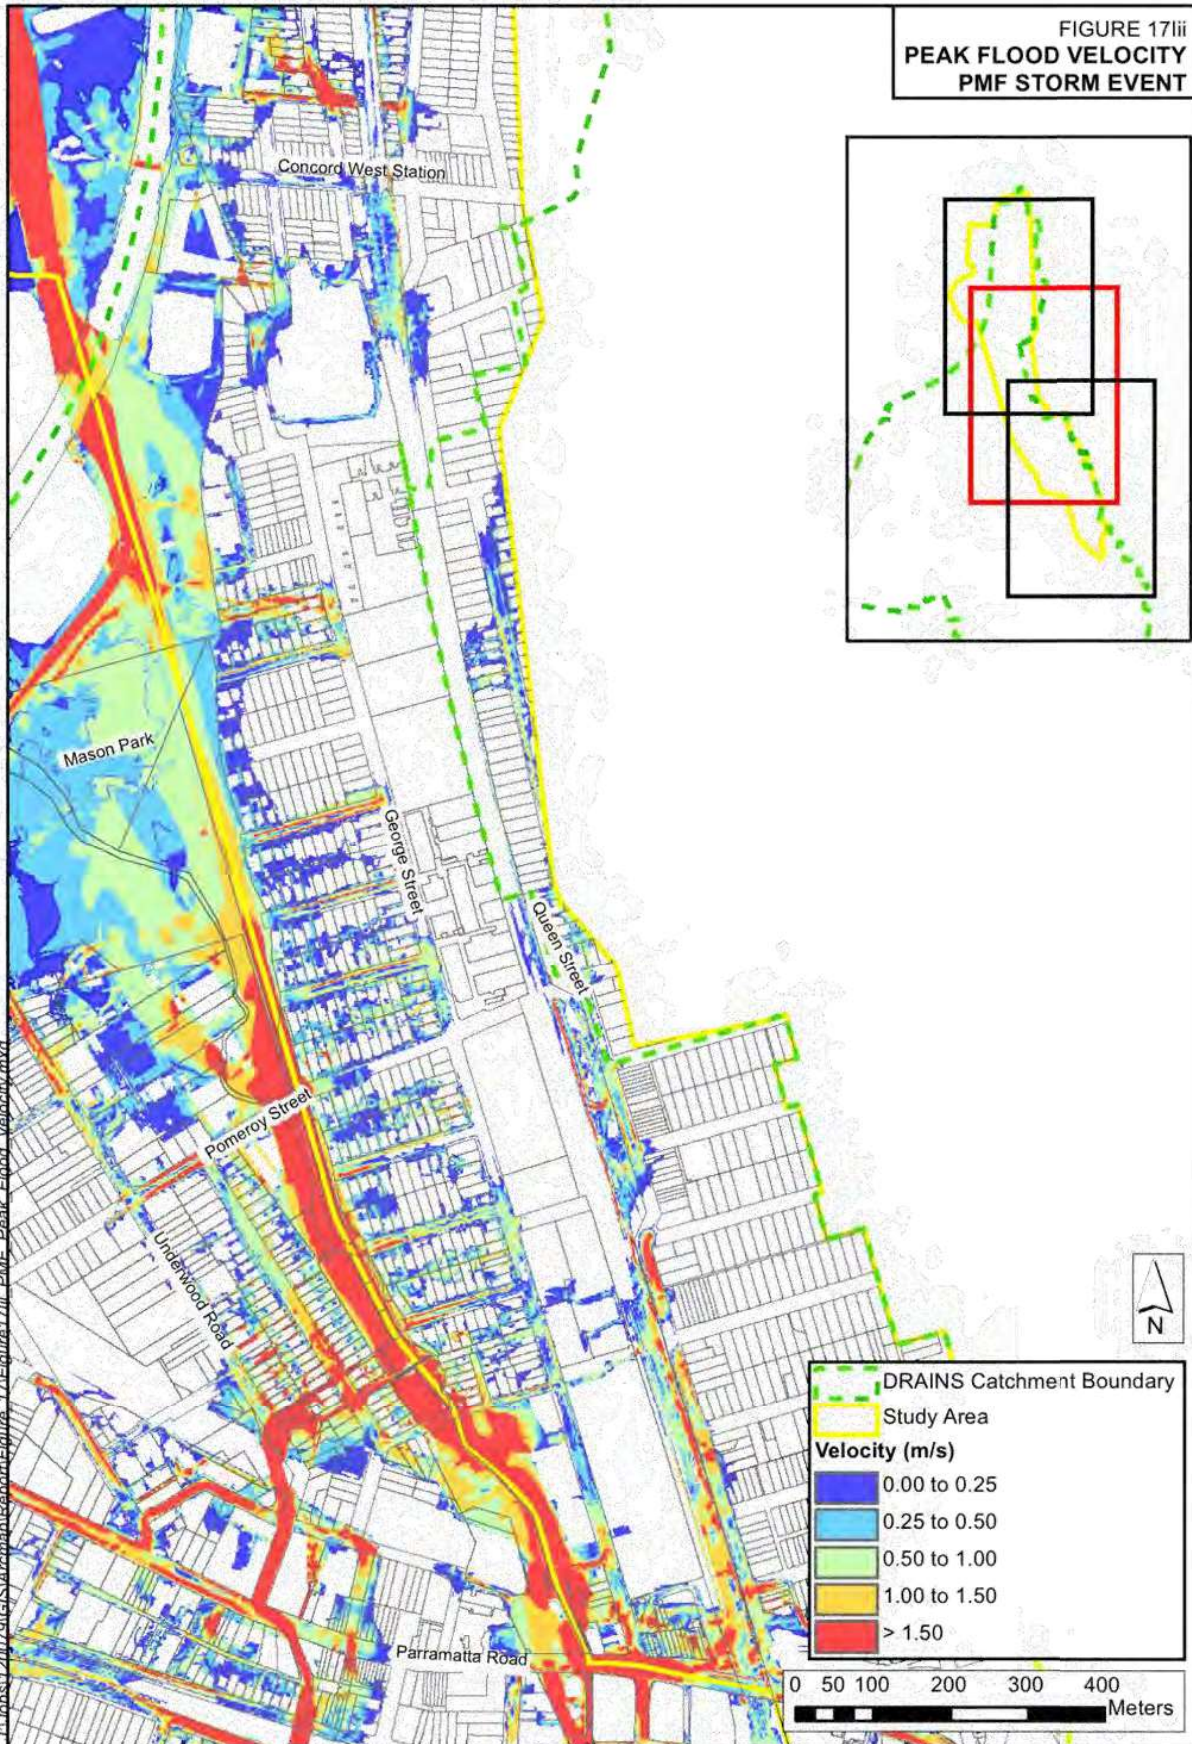 FIGURE 17lii
PEAK FLOOD VELOCITY
PMF STORM EVENT
Concord West Station
Mason Park
George Street
Queen Street
Pomeroy Street
Underwood Road
Parramatta Road
N
DRAINS Catchment Boundary
Study Area
Velocity (m/s)
0.00 to 0.25
0.25 to 0.50
0.50 to 1.00
1.00 to 1.50
> 1.50
0 50 100 200 300 400
Meters